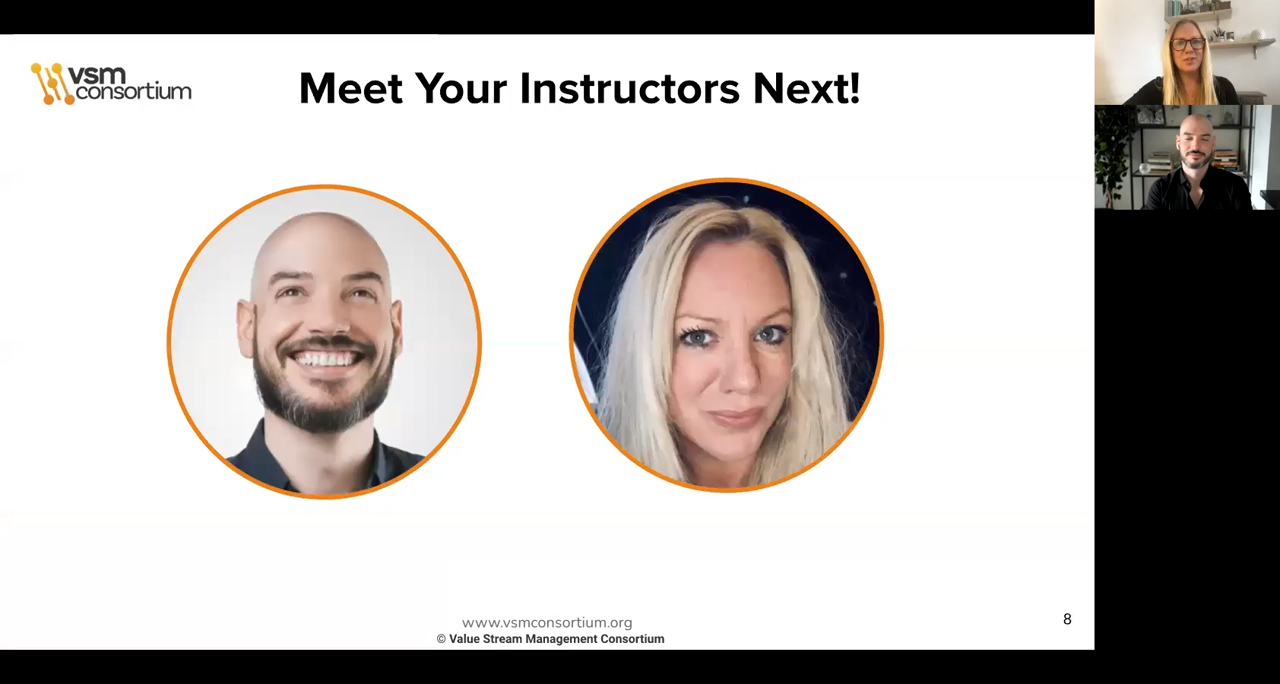 vsm
consortium
Meet Your Instructors Next!
www.vsmconsortium.org
© Value Stream Management Consortium
8